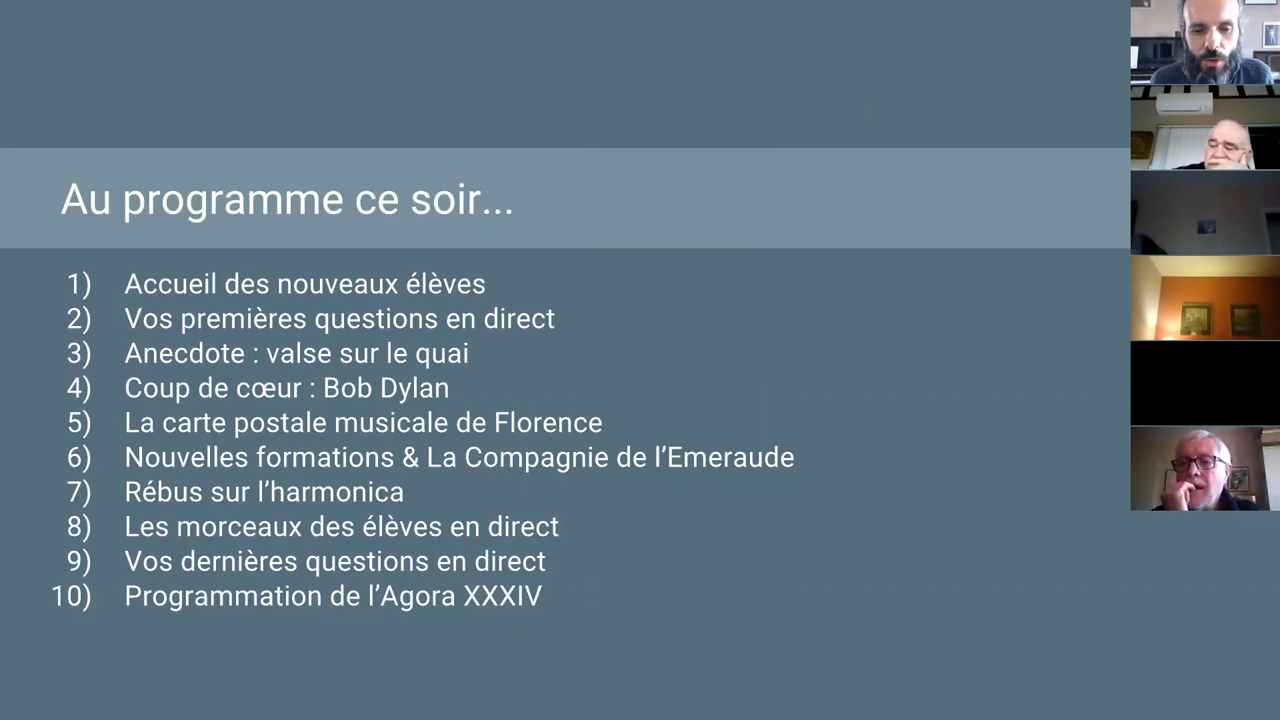 Au programme ce soir...
1) Accueil des nouveaux élèves
2) Vos premières questions en direct
3) Anecdote : valse sur le quai
4) Coup de cœur : Bob Dylan
5) La carte postale musicale de Florence
6) Nouvelles formations & La Compagnie de l’Emeraude
7) Rébus sur l’harmonica
8) Les morceaux des élèves en direct
9) Vos dernières questions en direct
10) Programmation de l’Agora XXXIV